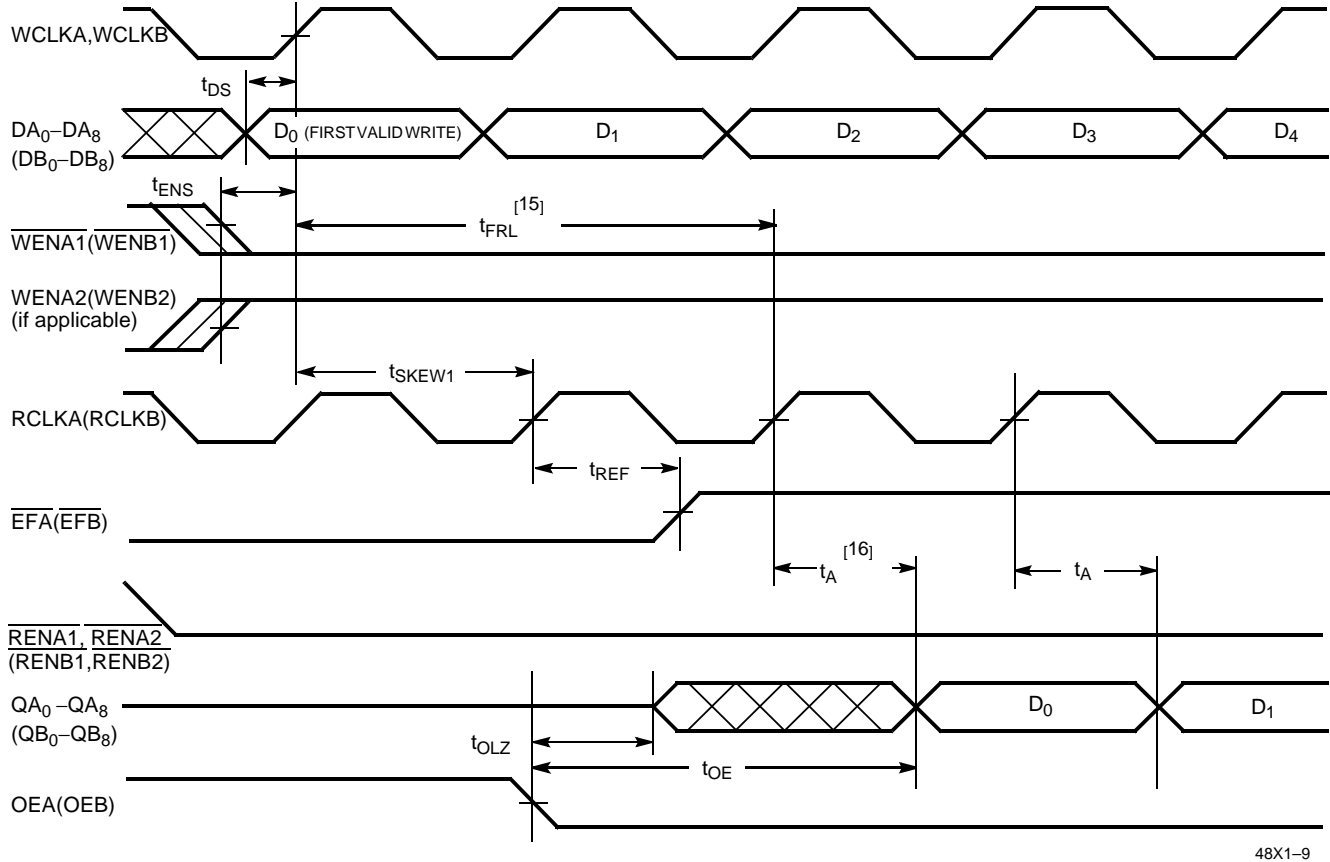 WCLKA,WCLKB
tDS
DA0–DA8
(DB0–DB8)
D0 (FIRST VALID WRITE)
D1
D2
D3
D4
tENS
[15]
tFRL
WENA1(WENB1)
WENA2(WENB2)
(if applicable)
tSKEW1
RCLKA(RCLKB)
tREF
EFA(EFB)
[16]
tA
tA
RENA1, RENA2
(RENB1,RENB2)
QA0–QA8
(QB0–QB8)
D0
D1
tOLZ
tOE
OEA(OEB)
48X1–9